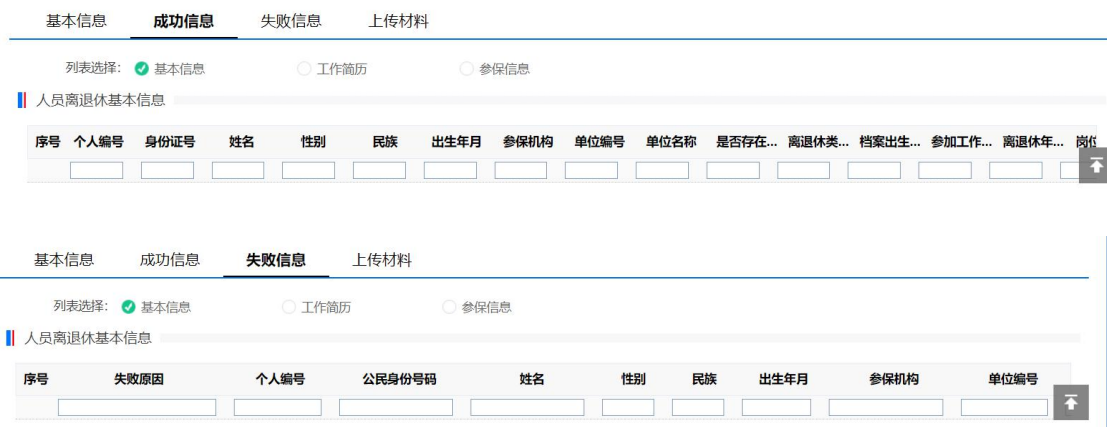 基本信息 成功信息 失败信息 上传材料
列表选择： 基本信息 工作简历 参保信息
人员离退休基本信息
序号 个人编号 身份证号 姓名 性别 民族 出生年月 参保机构 单位编号 单位名称 是否存在... 离退休类... 档案出生... 参加工作... 离退休年... 岗位
基本信息 成功信息 失败信息 上传材料
列表选择： 基本信息 工作简历 参保信息
人员离退休基本信息
序号 失败原因 个人编号 公民身份号码 姓名 性别 民族 出生年月 参保机构 单位编号